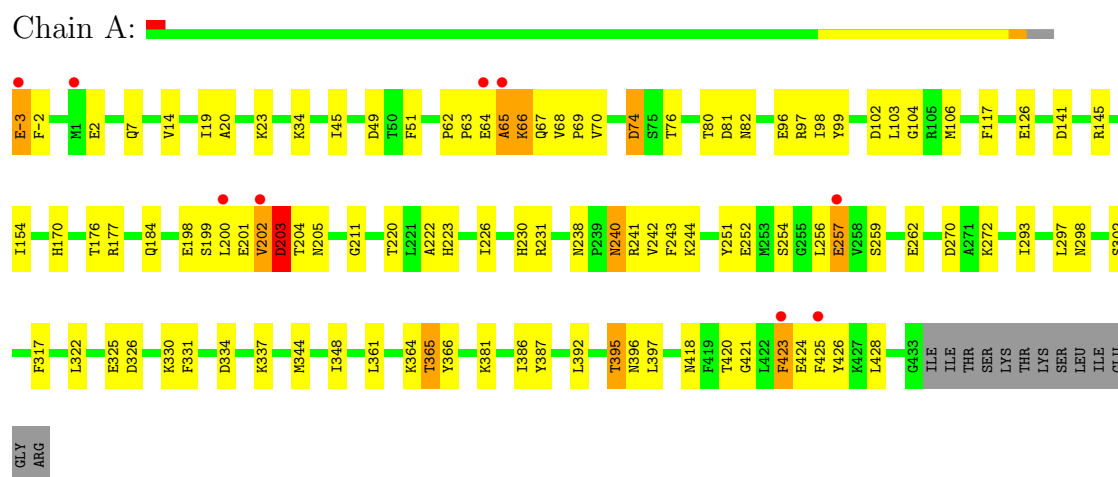 Chain A:
E-3 F-2 M1 E2 Q7 V14 I19 A20 K23 K34 I45 D49 T50 F51 P62 P63 E64 A65 K66 Q67 V68 P69 V70 D74 S75 T76 T80 D81 N82 E96 R97 I98 Y99 D102 L103 G104 R105 M106 F117 E126 D141 R145
I154 H170 T176 R177 Q184 E198 S199 L200 E201 V202 D203 T204 N205 G211 T220 L221 A222 H223 I226 H230 R231 N238 P239 N240 R241 V242 F243 K244 Y251 E252 M253 S254 G255 L256 E257 V258 S259 E262 D270 A271 K272 I293 L297 N298 S302
F317 L322 E325 D326 K330 F331 D334 K337 M344 I348 L361 K364 T365 Y366 K381 I386 Y387 L392 T395 N396 L397 N418 F419 T420 G421 L422 F423 E424 F425 Y426 K427 L428 G433 ILE ILE THR SER LYS THR LYS SER LEU ILE GLU
GLY ARG